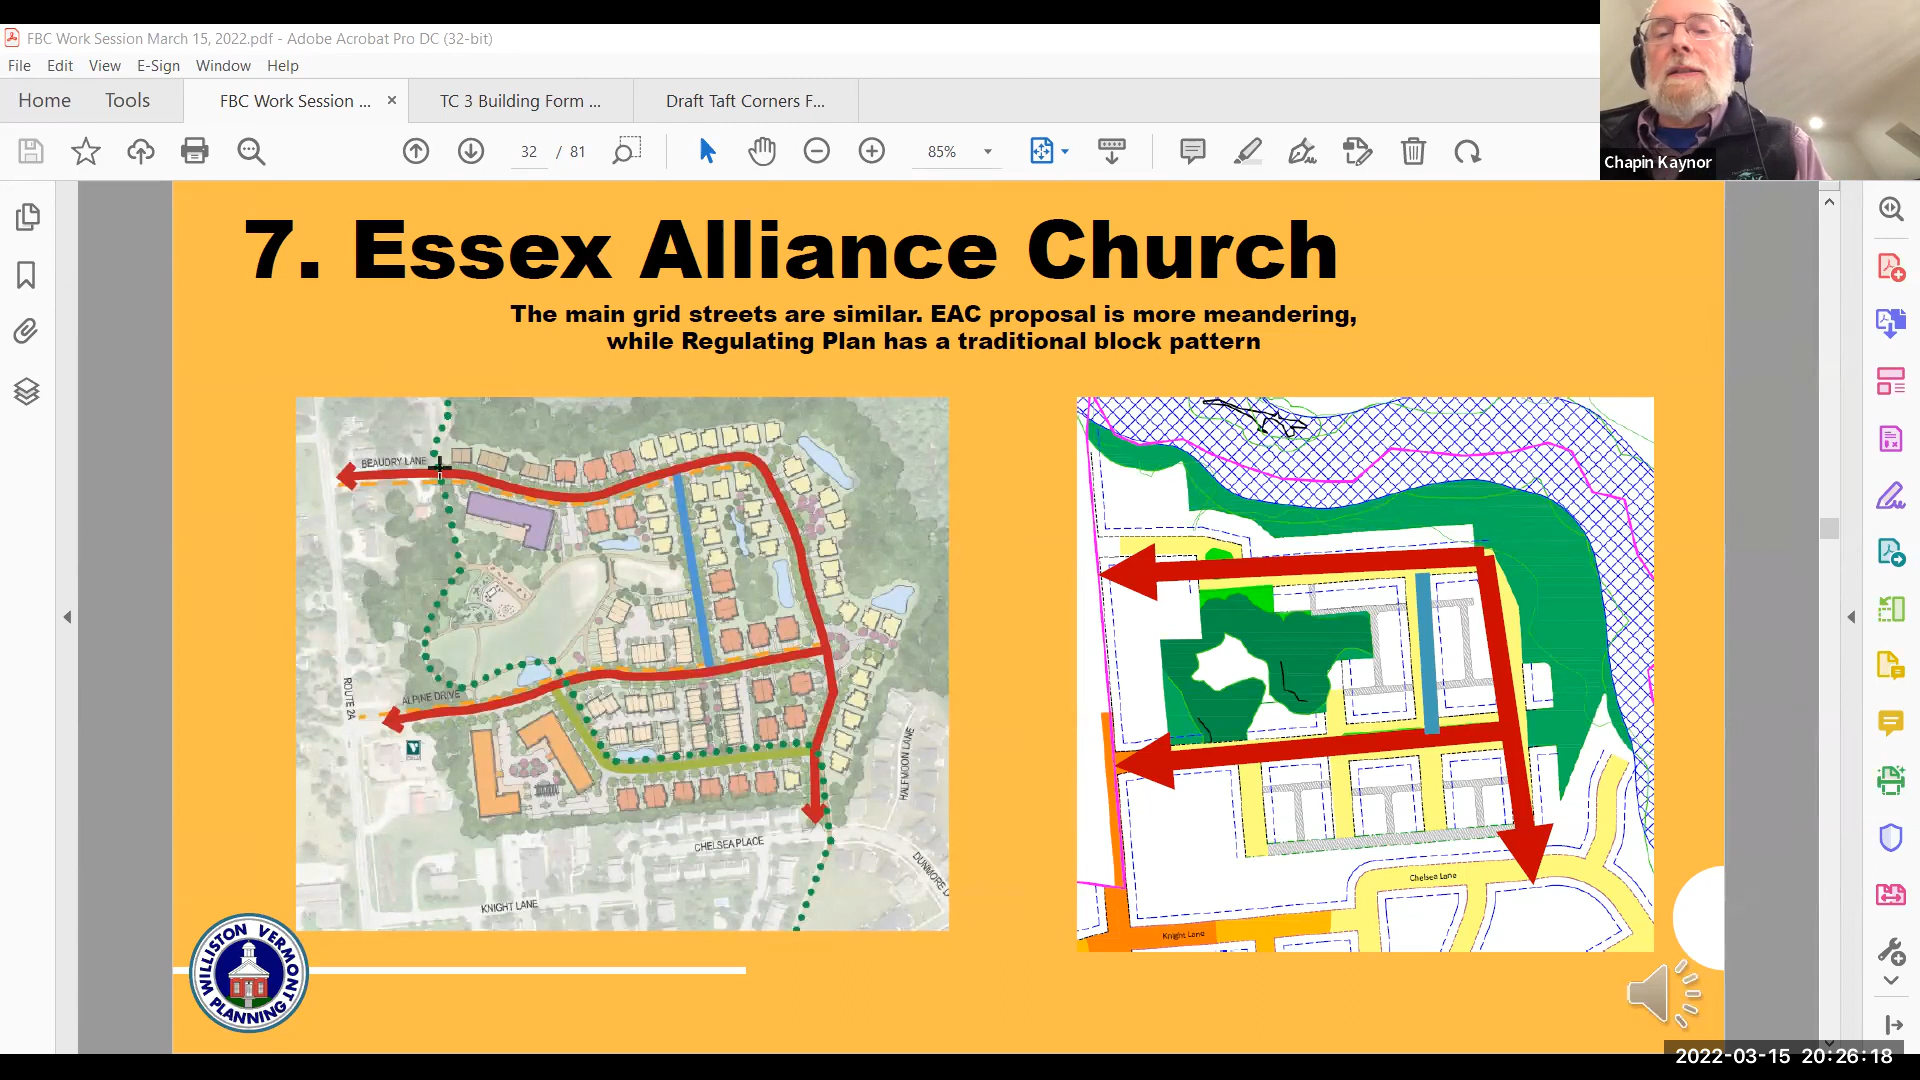 FBC Work Session March 15, 2022.pdf - Adobe Acrobat Pro DC (32-bit)
File Edit View E-Sign Window Help
Home Tools FBC Work Session ... × TC 3 Building Form ... Draft Taft Corners F...
32 / 81 85%
Chapin Kaynor
7. Essex Alliance Church
The main grid streets are similar. EAC proposal is more meandering,
while Regulating Plan has a traditional block pattern
BEAUDRY LANE
ROUTE 2A
ALPINE DRIVE
HALFMOON LANE
CHELSEA PLACE
DUNMORE D
KNIGHT LANE
Chelsea Lane
Knight Lane
WILLISTON VERMONT
PLANNING
2022-03-15 20:26:18